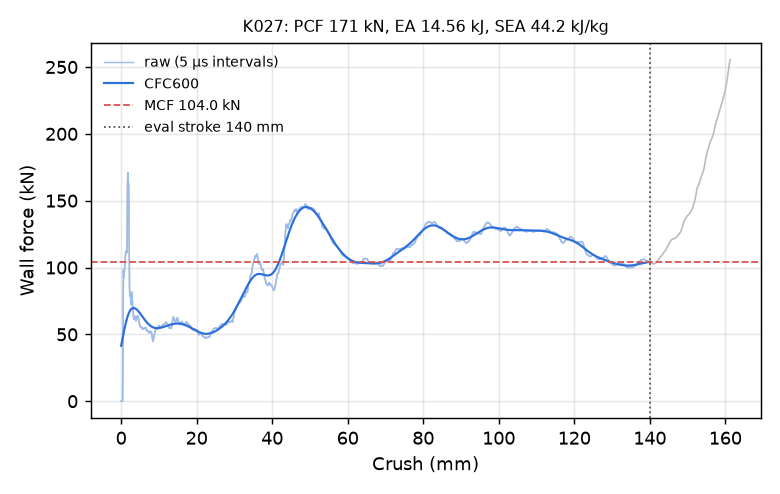 K027: PCF 171 kN, EA 14.56 kJ, SEA 44.2 kJ/kg
raw (5 µs intervals)
CFC600
MCF 104.0 kN
eval stroke 140 mm
Wall force (kN)
250
200
150
100
50
0
0 20 40 60 80 100 120 140 160
Crush (mm)